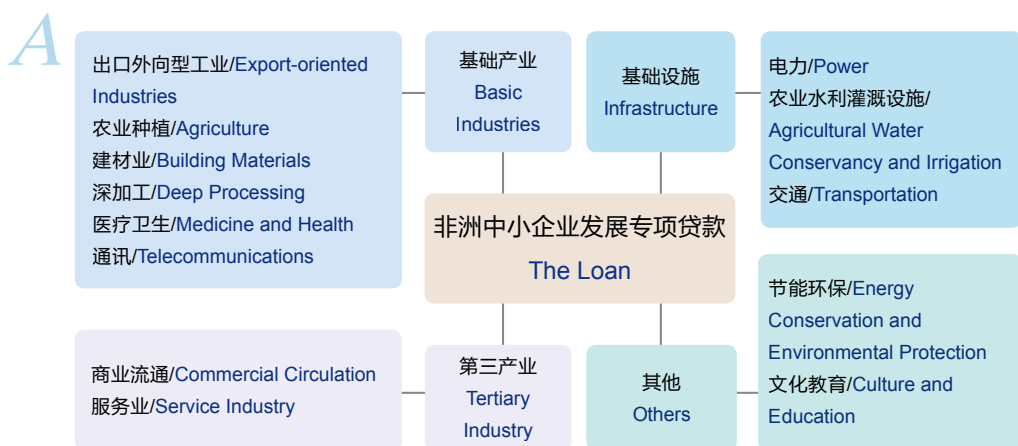 A
出口外向型工业/Export-oriented
Industries
农业种植/Agriculture
建材业/Building Materials
深加工/Deep Processing
医疗卫生/Medicine and Health
通讯/Telecommunications
基础产业
Basic
Industries
基础设施
Infrastructure
电力/Power
农业水利灌溉设施/
Agricultural Water
Conservancy and Irrigation
交通/Transportation
非洲中小企业发展专项贷款
The Loan
商业流通/Commercial Circulation
服务业/Service Industry
第三产业
Tertiary
Industry
其他
Others
节能环保/Energy
Conservation and
Environmental Protection
文化教育/Culture and
Education